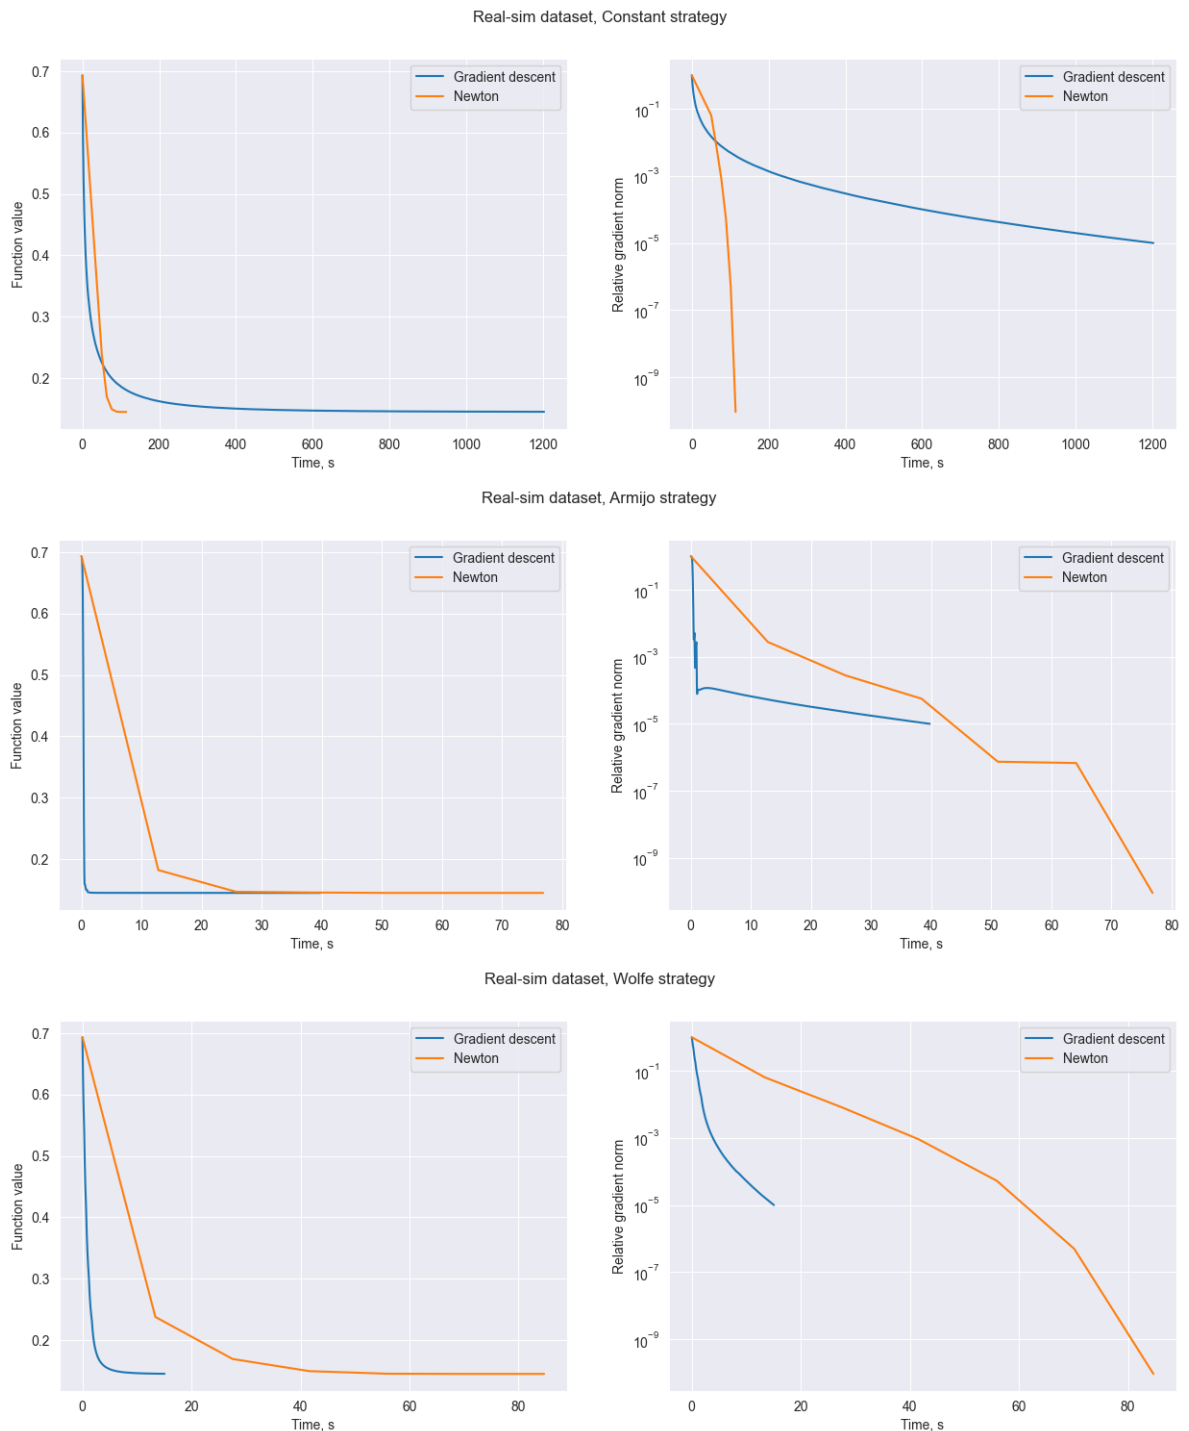 Real-sim dataset, Constant strategy
Function value
0.7
0.6
0.5
0.4
0.3
0.2
Gradient descent
Newton
0 200 400 600 800 1000 1200
Time, s
Relative gradient norm
10⁻¹
10⁻³
10⁻⁵
10⁻⁷
10⁻⁹
Gradient descent
Newton
0 200 400 600 800 1000 1200
Time, s
Real-sim dataset, Armijo strategy
Function value
0.7
0.6
0.5
0.4
0.3
0.2
Gradient descent
Newton
0 10 20 30 40 50 60 70 80
Time, s
Relative gradient norm
10⁻¹
10⁻³
10⁻⁵
10⁻⁷
10⁻⁹
Gradient descent
Newton
0 10 20 30 40 50 60 70 80
Time, s
Real-sim dataset, Wolfe strategy
Function value
0.7
0.6
0.5
0.4
0.3
0.2
Gradient descent
Newton
0 20 40 60 80
Time, s
Relative gradient norm
10⁻¹
10⁻³
10⁻⁵
10⁻⁷
10⁻⁹
Gradient descent
Newton
0 20 40 60 80
Time, s